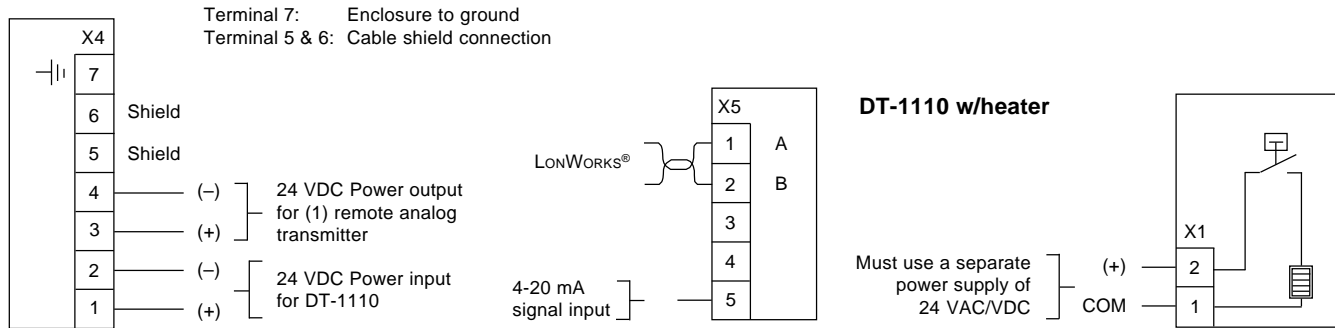 Terminal 7: Enclosure to ground
Terminal 5 & 6: Cable shield connection
X4
7
6 Shield
5 Shield
4 (–)
3 (+)
24 VDC Power output
for (1) remote analog
transmitter
2 (–)
1 (+)
24 VDC Power input
for DT-1110
X5
LONWORKS®
1 A
2 B
3
4
5
4-20 mA
signal input
DT-1110 w/heater
X1
Must use a separate
power supply of
24 VAC/VDC
(+) 2
COM 1